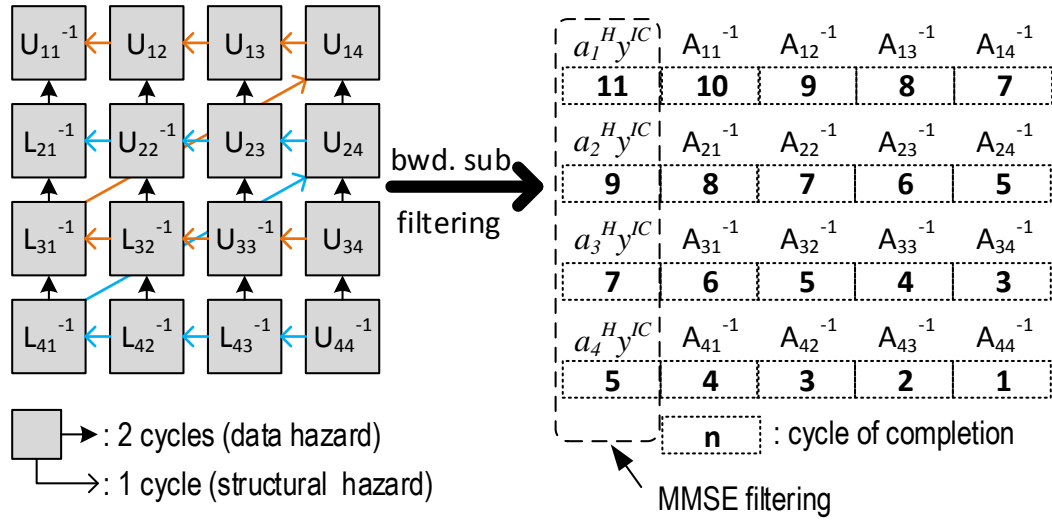 U₁₁⁻¹ U₁₂ U₁₃ U₁₄
L₂₁⁻¹ U₂₂⁻¹ U₂₃ U₂₄
L₃₁⁻¹ L₃₂⁻¹ U₃₃⁻¹ U₃₄
L₄₁⁻¹ L₄₂⁻¹ L₄₃⁻¹ U₄₄⁻¹
: 2 cycles (data hazard)
: 1 cycle (structural hazard)
bwd. sub
filtering
a₁ᴴy^IC A₁₁⁻¹ A₁₂⁻¹ A₁₃⁻¹ A₁₄⁻¹
11 10 9 8 7
a₂ᴴy^IC A₂₁⁻¹ A₂₂⁻¹ A₂₃⁻¹ A₂₄⁻¹
9 8 7 6 5
a₃ᴴy^IC A₃₁⁻¹ A₃₂⁻¹ A₃₃⁻¹ A₃₄⁻¹
7 6 5 4 3
a₄ᴴy^IC A₄₁⁻¹ A₄₂⁻¹ A₄₃⁻¹ A₄₄⁻¹
5 4 3 2 1
n : cycle of completion
MMSE filtering